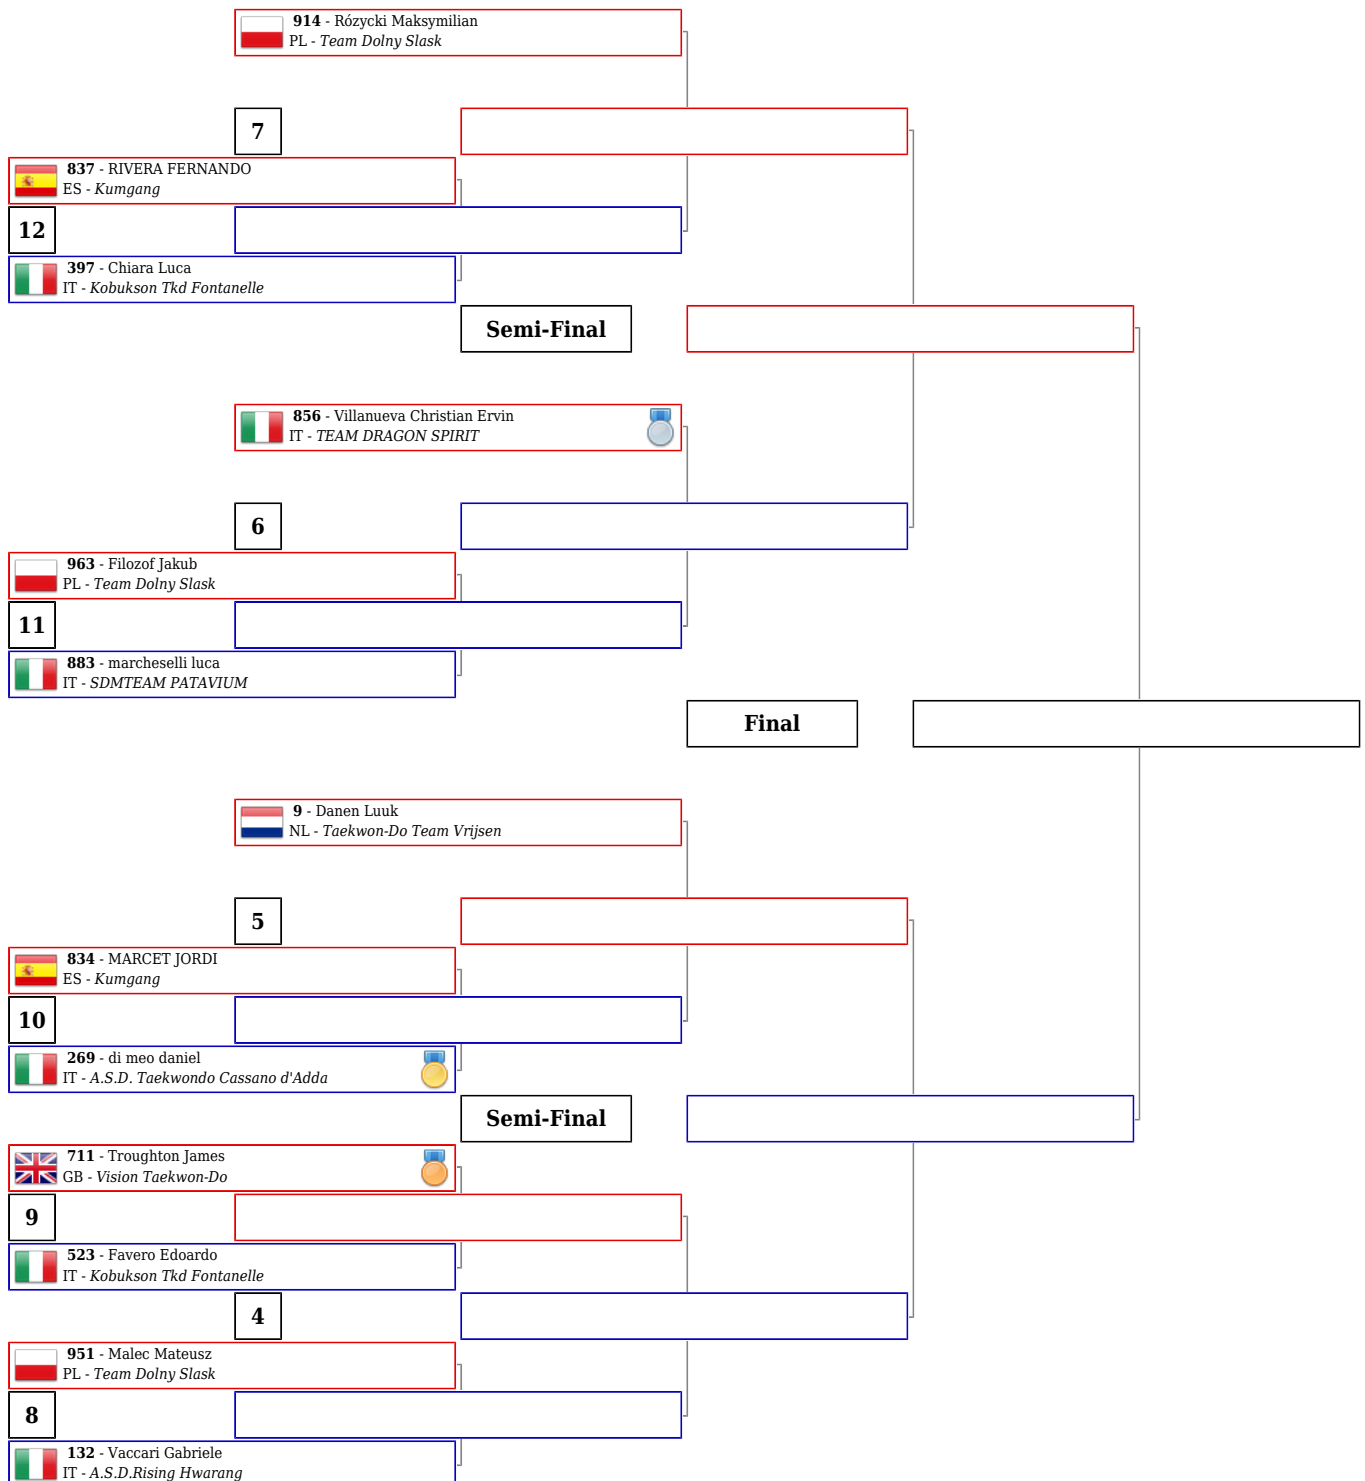 914 - Rózycki Maksymilian
PL - Team Dolny Slask
7
837 - RIVERA FERNANDO
ES - Kumgang
12
397 - Chiara Luca
IT - Kobukson Tkd Fontanelle
Semi-Final
856 - Villanueva Christian Ervin
IT - TEAM DRAGON SPIRIT
6
963 - Filozof Jakub
PL - Team Dolny Slask
11
883 - marcheselli luca
IT - SDMTEAM PATAVIUM
Final
9 - Danen Luuk
NL - Taekwon-Do Team Vrijsen
5
834 - MARCET JORDI
ES - Kumgang
10
269 - di meo daniel
IT - A.S.D. Taekwondo Cassano d'Adda
Semi-Final
711 - Troughton James
GB - Vision Taekwon-Do
9
523 - Favero Edoardo
IT - Kobukson Tkd Fontanelle
4
951 - Malec Mateusz
PL - Team Dolny Slask
8
132 - Vaccari Gabriele
IT - A.S.D.Rising Hwarang